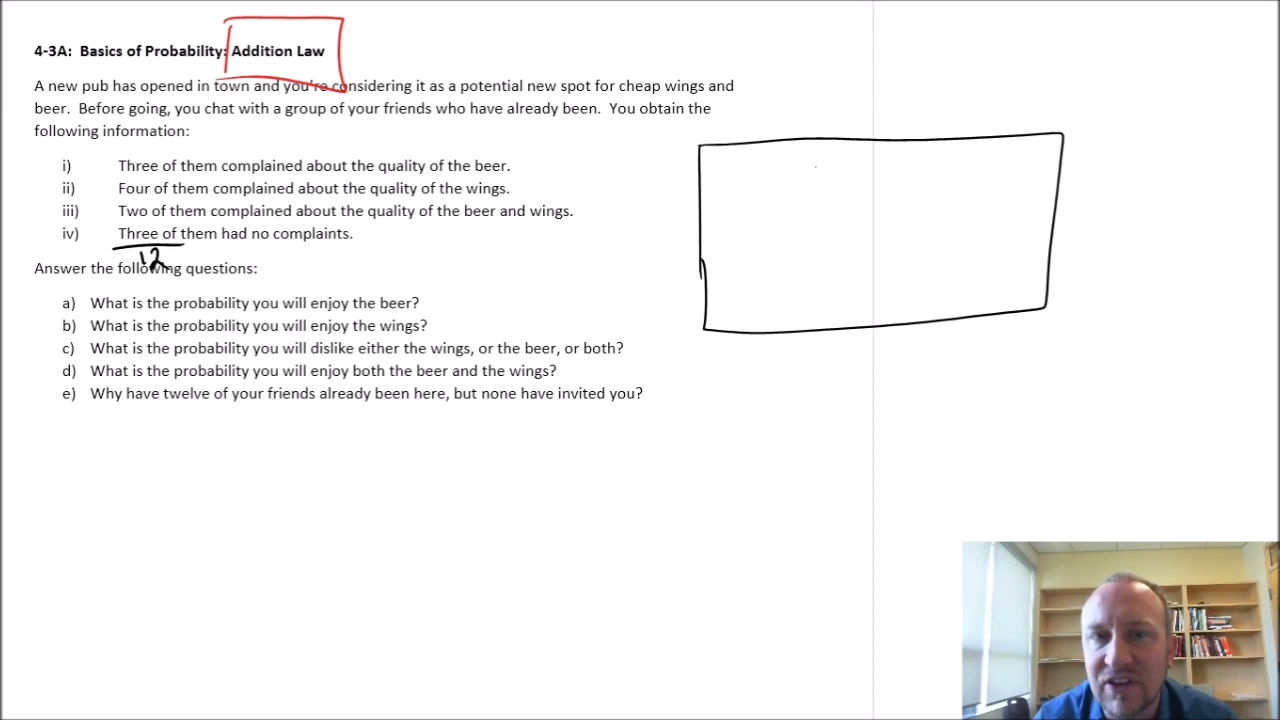 4-3A: Basics of Probability: Addition Law
A new pub has opened in town and you're considering it as a potential new spot for cheap wings and
beer. Before going, you chat with a group of your friends who have already been. You obtain the
following information:
i) Three of them complained about the quality of the beer.
ii) Four of them complained about the quality of the wings.
iii) Two of them complained about the quality of the beer and wings.
iv) Three of them had no complaints.
12
Answer the following questions:
a) What is the probability you will enjoy the beer?
b) What is the probability you will enjoy the wings?
c) What is the probability you will dislike either the wings, or the beer, or both?
d) What is the probability you will enjoy both the beer and the wings?
e) Why have twelve of your friends already been here, but none have invited you?